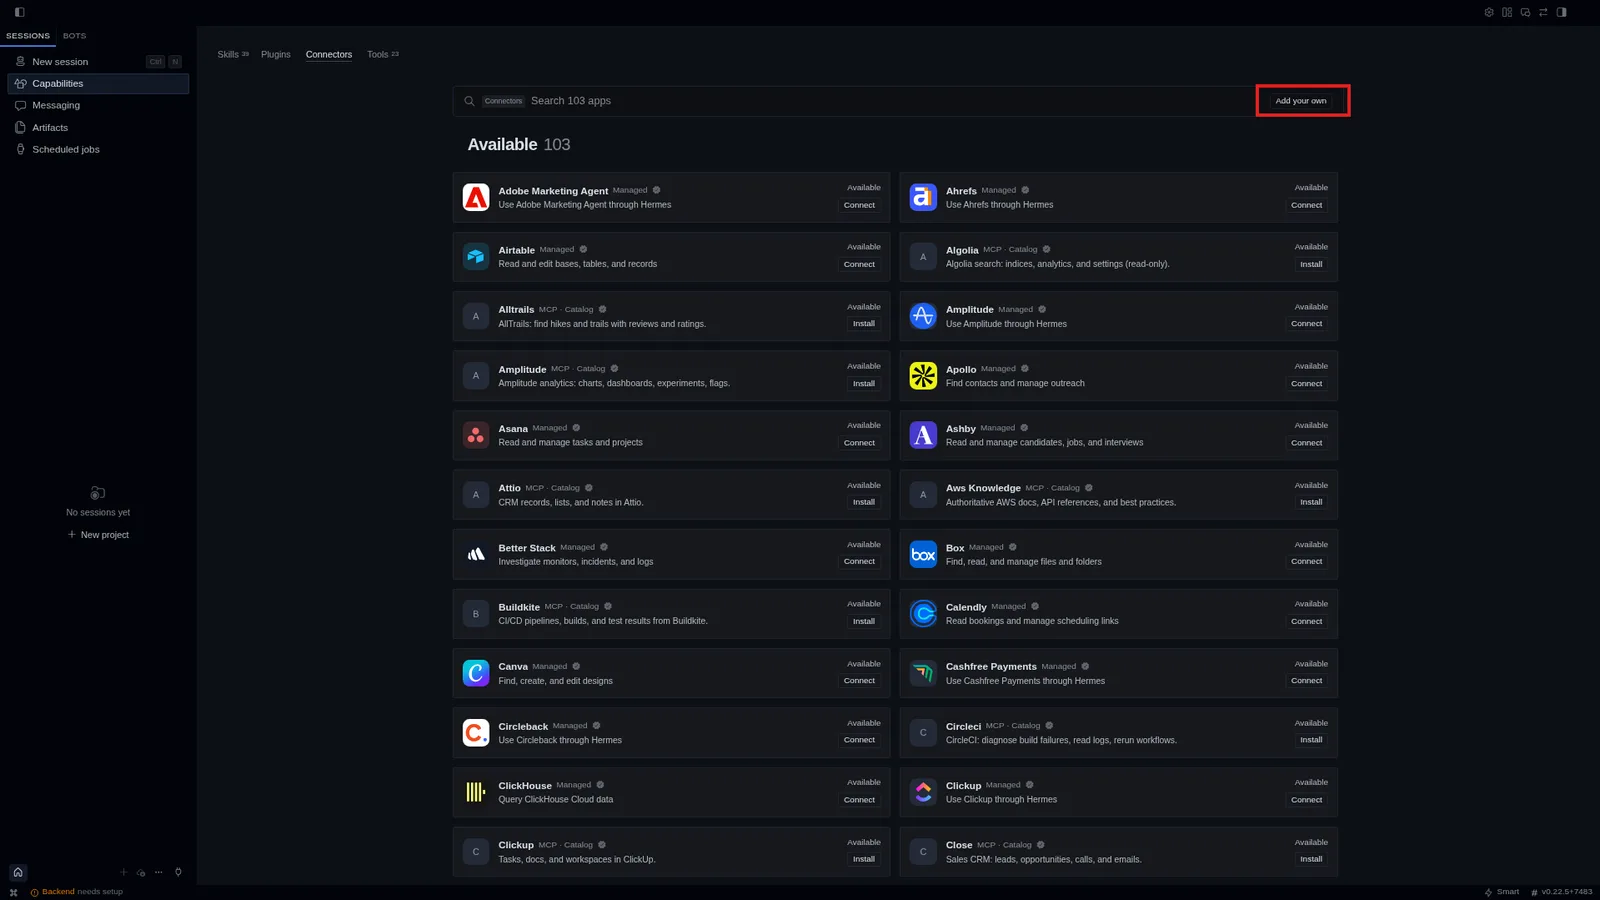 SESSIONS BOTS
New session Ctrl N
Capabilities
Messaging
Artifacts
Scheduled jobs
No sessions yet
+ New project
Backend needs setup
Skills 39 Plugins Connectors Tools 23
Connectors Search 103 apps Add your own
Available 103
Adobe Marketing Agent Managed Available
Use Adobe Marketing Agent through Hermes Connect
Ahrefs Managed Available
Use Ahrefs through Hermes Connect
Airtable Managed Available
Read and edit bases, tables, and records Connect
A Algolia MCP · Catalog Available
Algolia search: indices, analytics, and settings (read-only). Install
A Alltrails MCP · Catalog Available
AllTrails: find hikes and trails with reviews and ratings. Install
Amplitude Managed Available
Use Amplitude through Hermes Connect
A Amplitude MCP · Catalog Available
Amplitude analytics: charts, dashboards, experiments, flags. Install
Apollo Managed Available
Find contacts and manage outreach Connect
Asana Managed Available
Read and manage tasks and projects Connect
A Ashby Managed Available
Read and manage candidates, jobs, and interviews Connect
A Attio MCP · Catalog Available
CRM records, lists, and notes in Attio. Install
A Aws Knowledge MCP · Catalog Available
Authoritative AWS docs, API references, and best practices. Install
Better Stack Managed Available
Investigate monitors, incidents, and logs Connect
box Box Managed Available
Find, read, and manage files and folders Connect
B Buildkite MCP · Catalog Available
CI/CD pipelines, builds, and test results from Buildkite. Install
Calendly Managed Available
Read bookings and manage scheduling links Connect
C Canva Managed Available
Find, create, and edit designs Connect
Cashfree Payments Managed Available
Use Cashfree Payments through Hermes Connect
C. Circleback Managed Available
Use Circleback through Hermes Connect
C Circleci MCP · Catalog Available
CircleCI: diagnose build failures, read logs, rerun workflows. Install
ClickHouse Managed Available
Query ClickHouse Cloud data Connect
Clickup Managed Available
Use Clickup through Hermes Connect
C Clickup MCP · Catalog Available
Tasks, docs, and workspaces in ClickUp. Install
C Close MCP · Catalog Available
Sales CRM: leads, opportunities, calls, and emails. Install
Smart # v0.22.5+7483